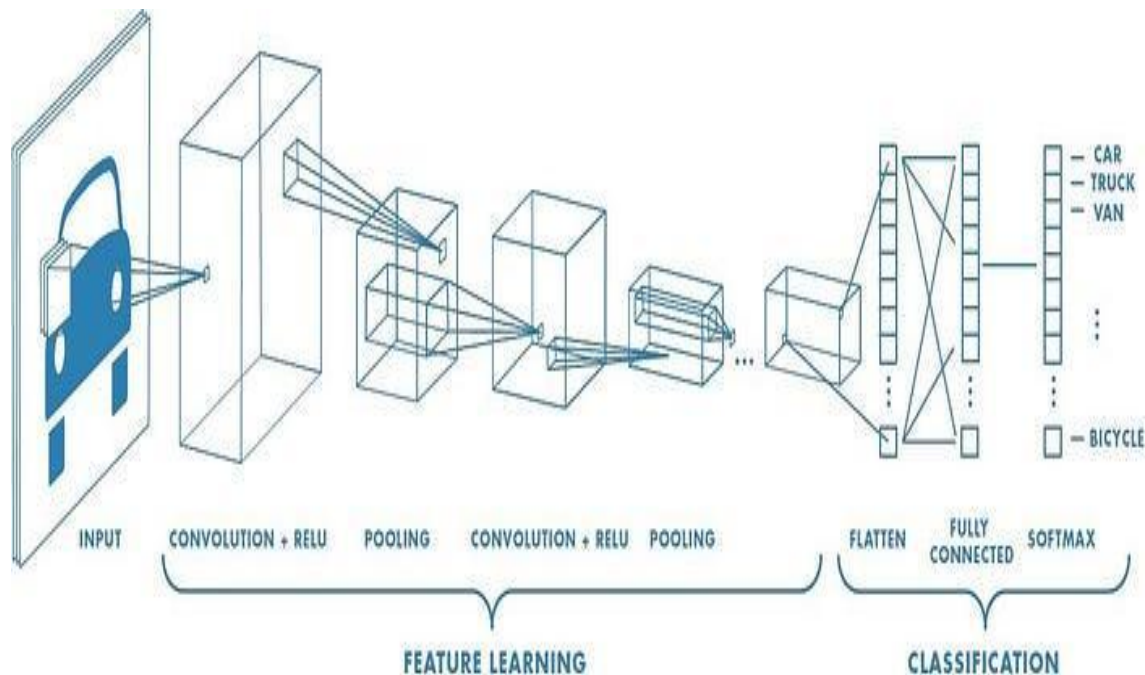 CAR
TRUCK
VAN
BICYCLE
INPUT
CONVOLUTION + RELU
POOLING
CONVOLUTION + RELU
POOLING
FLATTEN
FULLY
CONNECTED
SOFTMAX
FEATURE LEARNING
CLASSIFICATION